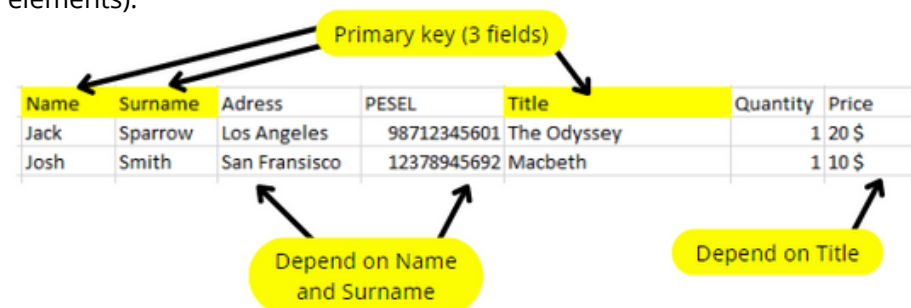 elements).
Primary key (3 fields)
Name Surname Adress PESEL Title Quantity Price
Jack Sparrow Los Angeles 98712345601 The Odyssey 1 20 $
Josh Smith San Fransisco 12378945692 Macbeth 1 10 $
Depend on Name
and Surname
Depend on Title